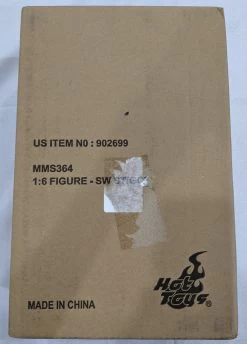 US ITEM N0 : 902699
MMS364
1:6 FIGURE - SW
MADE IN CHINA
Hot
Toys®